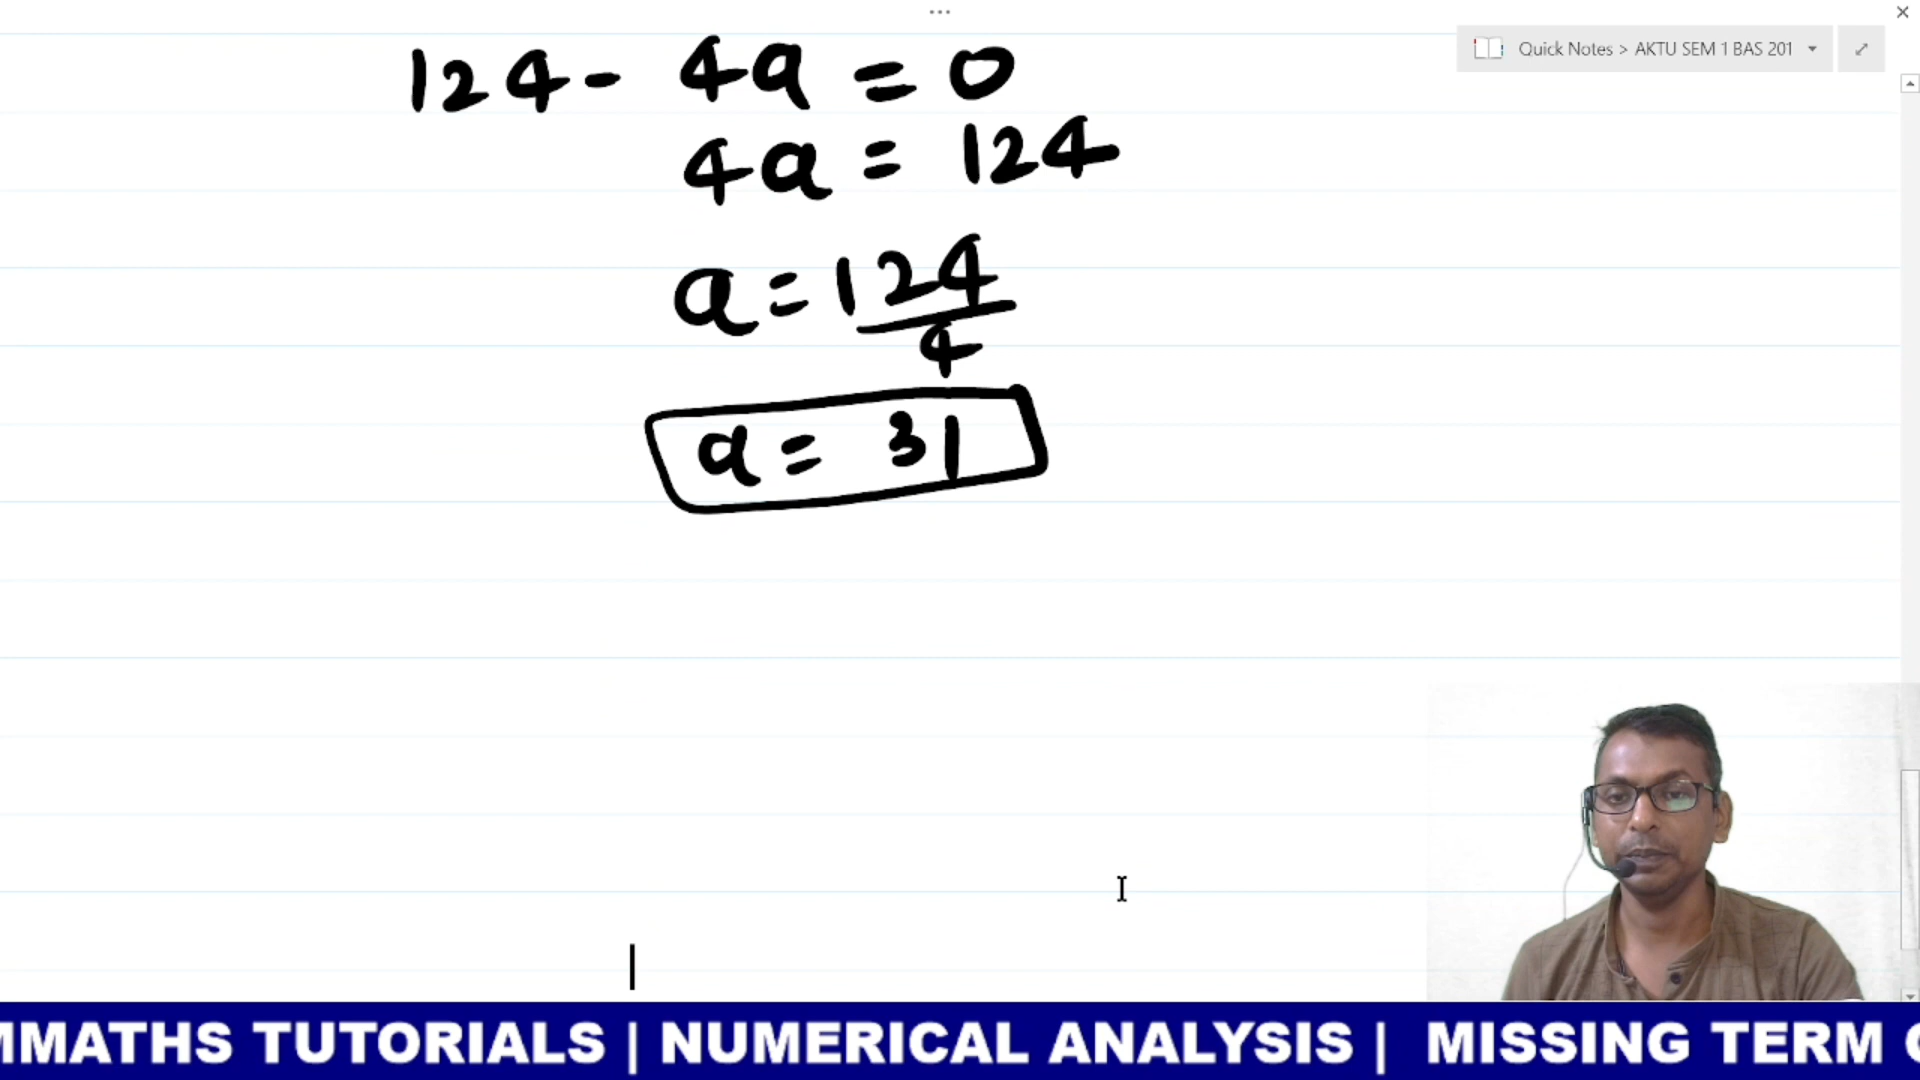 Quick Notes > AKTU SEM 1 BAS 201
124 - 4a = 0
4a = 124
a = 124/4
a = 31
MMATHS TUTORIALS | NUMERICAL ANALYSIS | MISSING TERM